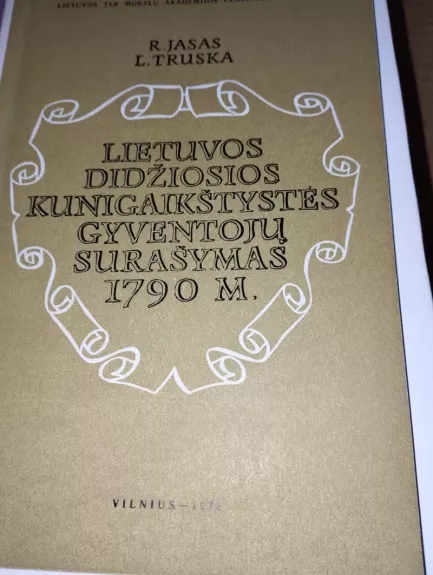 LIETUVOS TSR MOKSLŲ AKADEMIJOS
R. JASAS
L. TRUSKA
LIETUVOS
DIDŽIOSIOS
KUNIGAIKŠTYSTĖS
GYVENTOJŲ
SURAŠYMAS
1790 M.
VILNIUS—